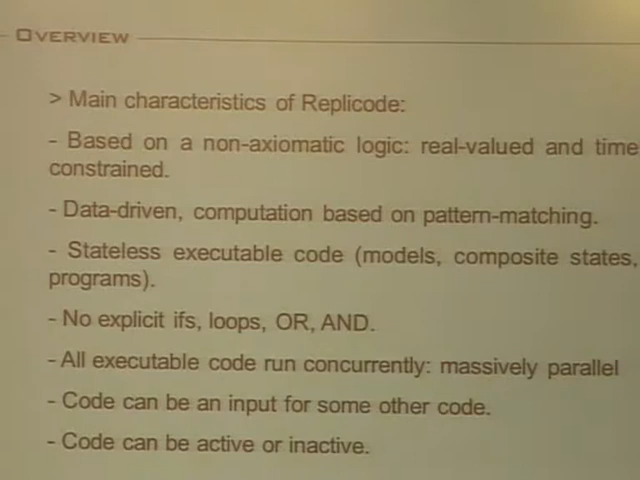 OVERVIEW
> Main characteristics of Replicode:
- Based on a non-axiomatic logic: real-valued and time
constrained.
- Data-driven, computation based on pattern-matching.
- Stateless executable code (models, composite states,
programs).
- No explicit ifs, loops, OR, AND.
- All executable code run concurrently: massively parallel
- Code can be an input for some other code.
- Code can be active or inactive.